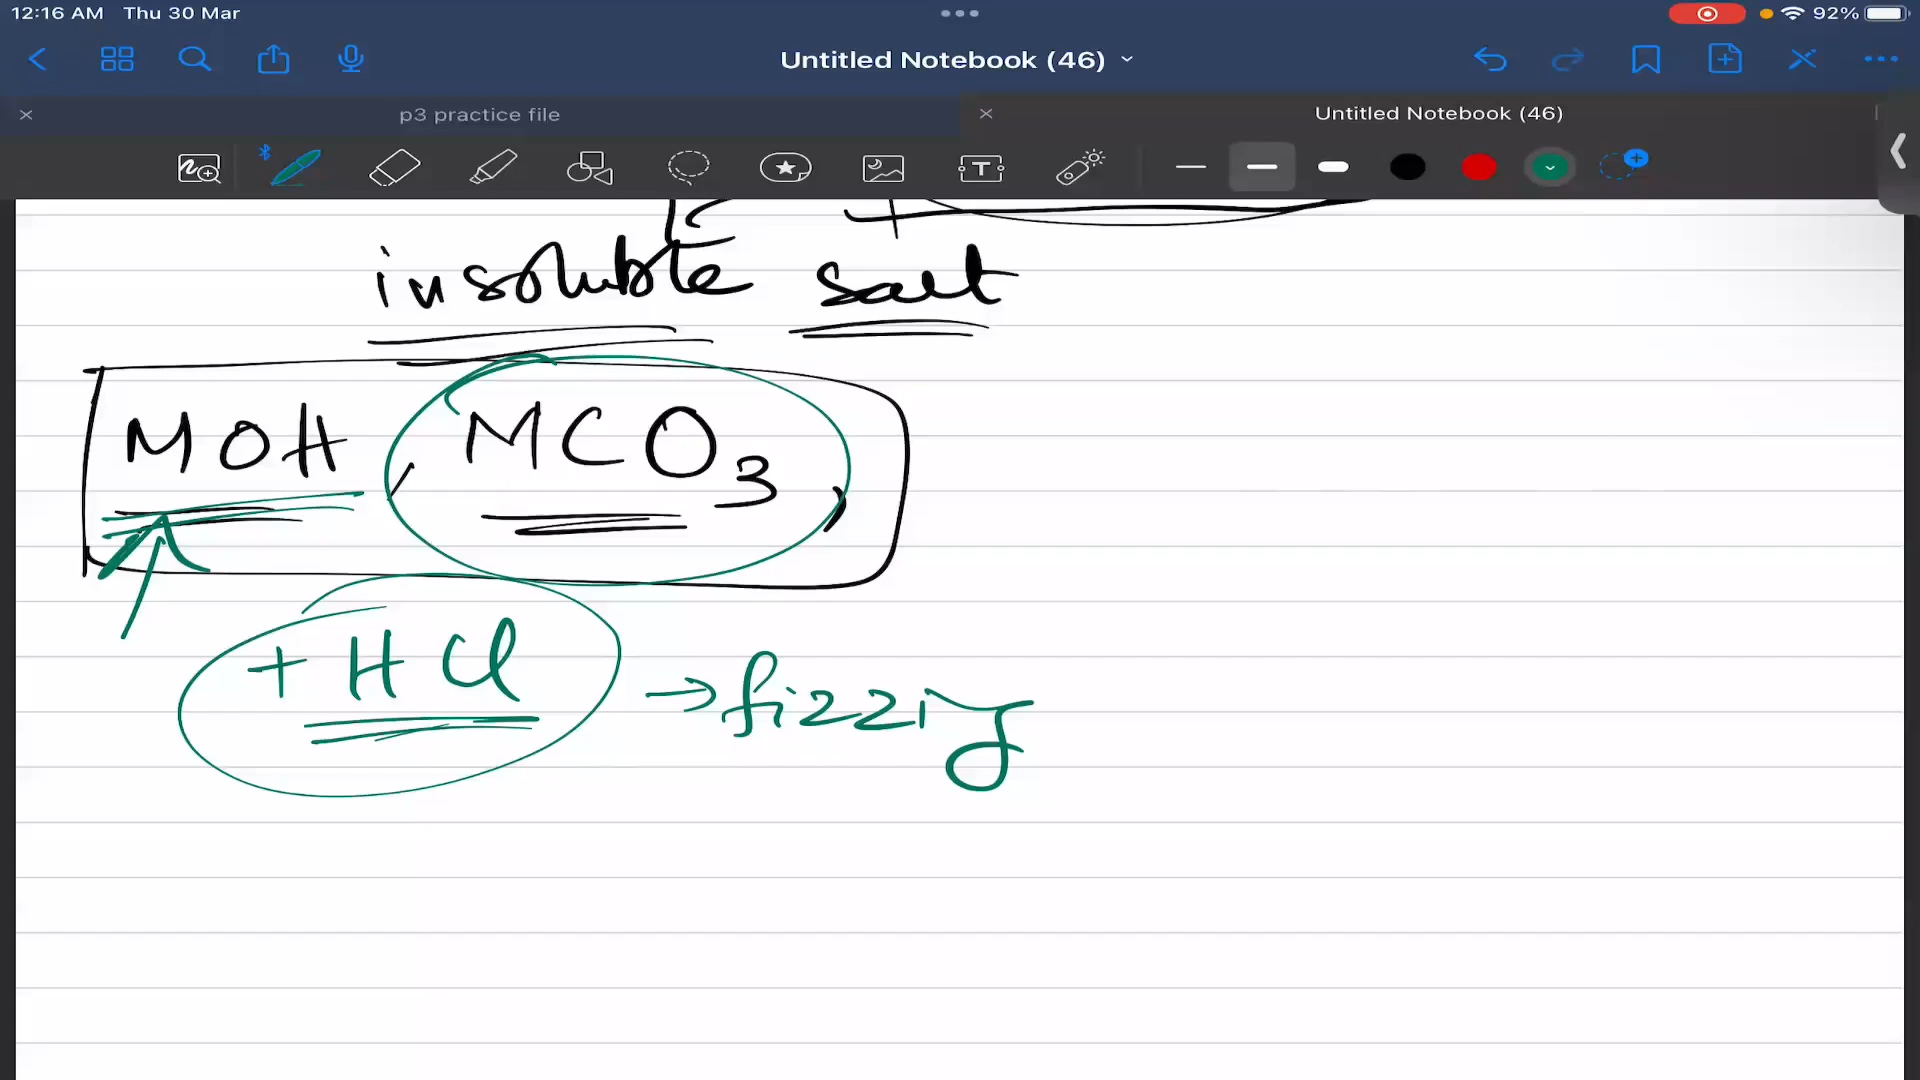 12:16 AM Thu 30 Mar
92%
Untitled Notebook (46)
p3 practice file
Untitled Notebook (46)
insoluble salt
MOH, MCO3,
+ HCl → fizzing